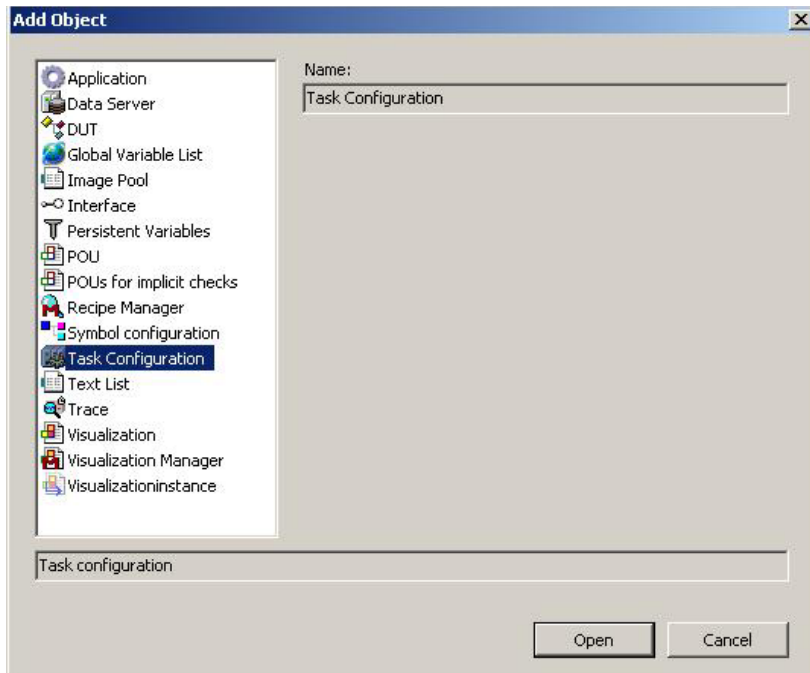 Add Object
Application
Data Server
DUT
Global Variable List
Image Pool
Interface
Persistent Variables
POU
POUs for implicit checks
Recipe Manager
Symbol configuration
Task Configuration
Text List
Trace
Visualization
Visualization Manager
Visualizationinstance
Name:
Task Configuration
Task configuration
Open
Cancel